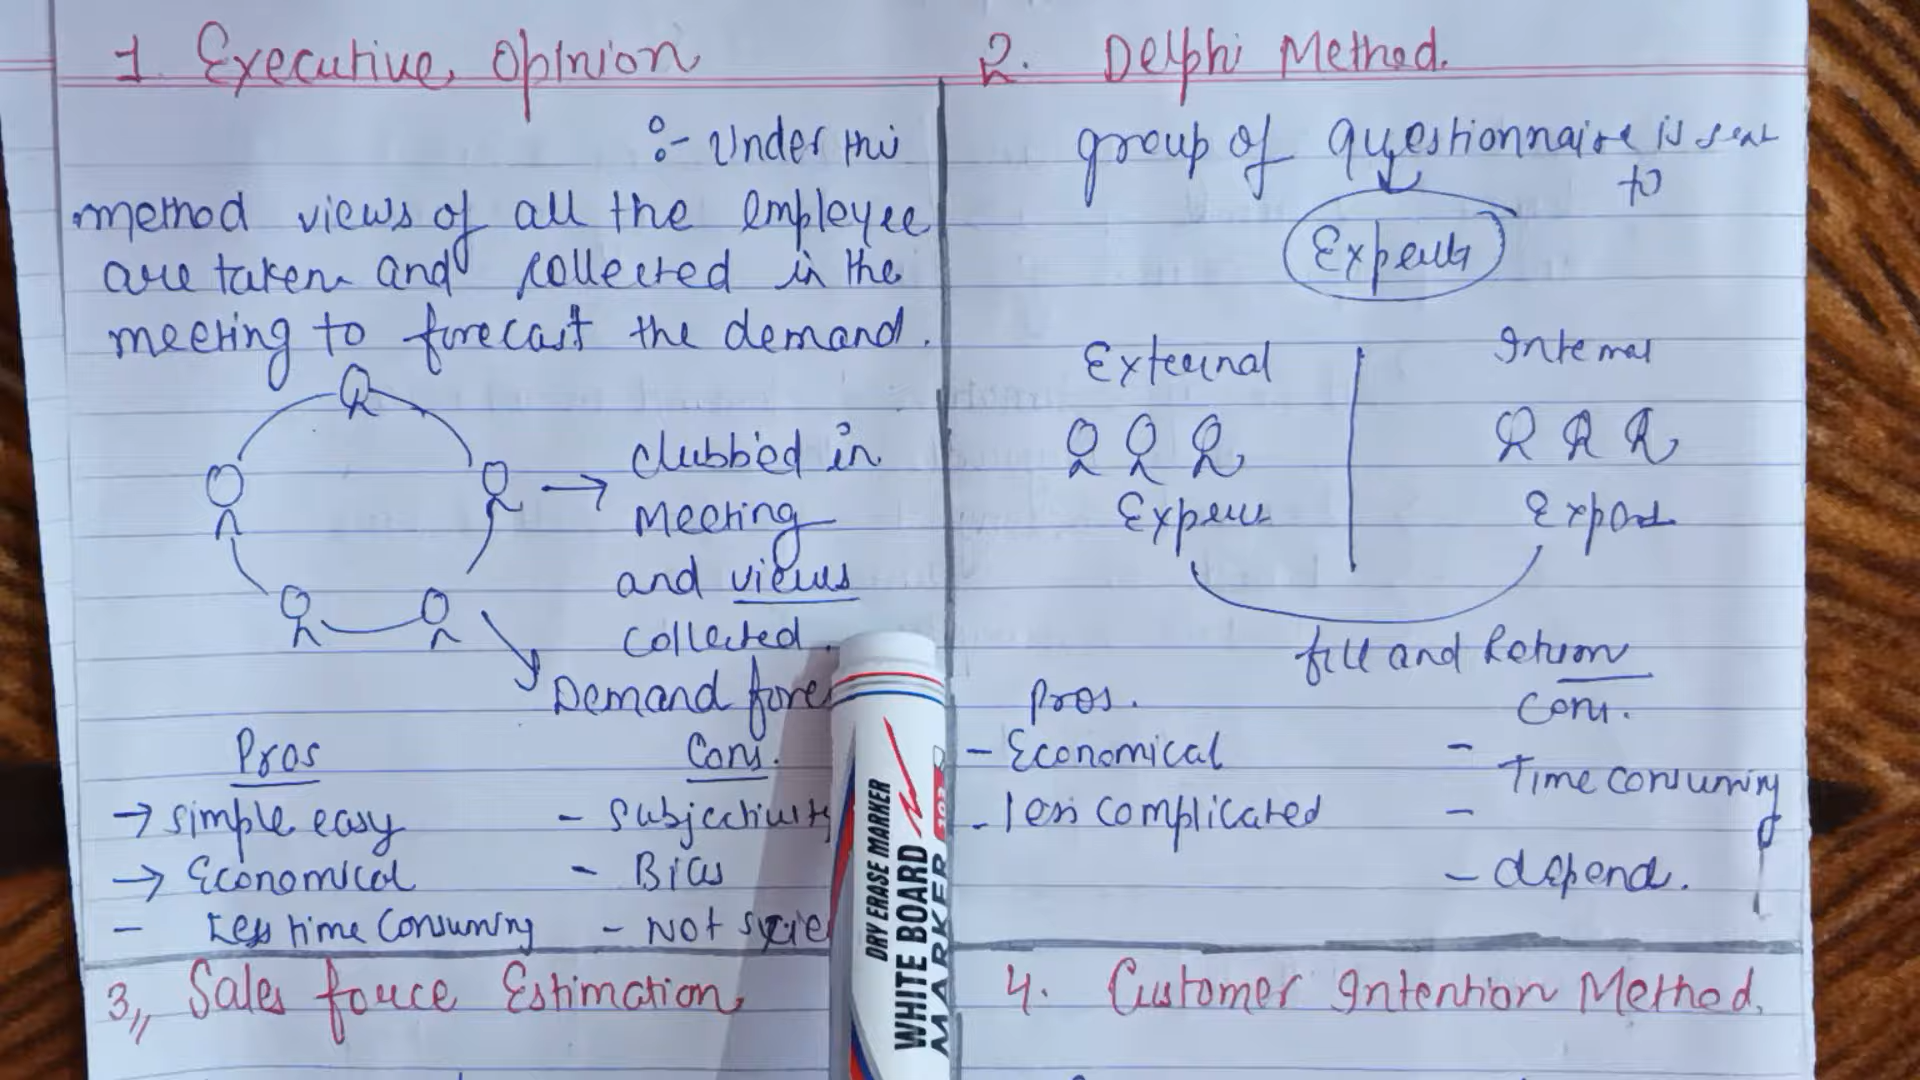 1. Executive Opinion
:- Under this
method views of all the employee
are taken and collected in the
meeting to forecast the demand.
clubbed in
Meeting
and views
collected.
Demand fore
Pros
Cons.
→ simple easy
- Subjectivity
→ Economical
- Bias
- Less time Consuming
- Not scie
2. Delphi Method.
group of questionnaire is sent
to
Experts
External
Internal
Experts
Expert
fill and Return
Pros.
Cons.
- Economical
- Time consuming
- less complicated
-
- depend.
3,, Sales force Estimation
4. Customer Intention Method.
DRY ERASE MARKER
WHITE BOARD
MARKER